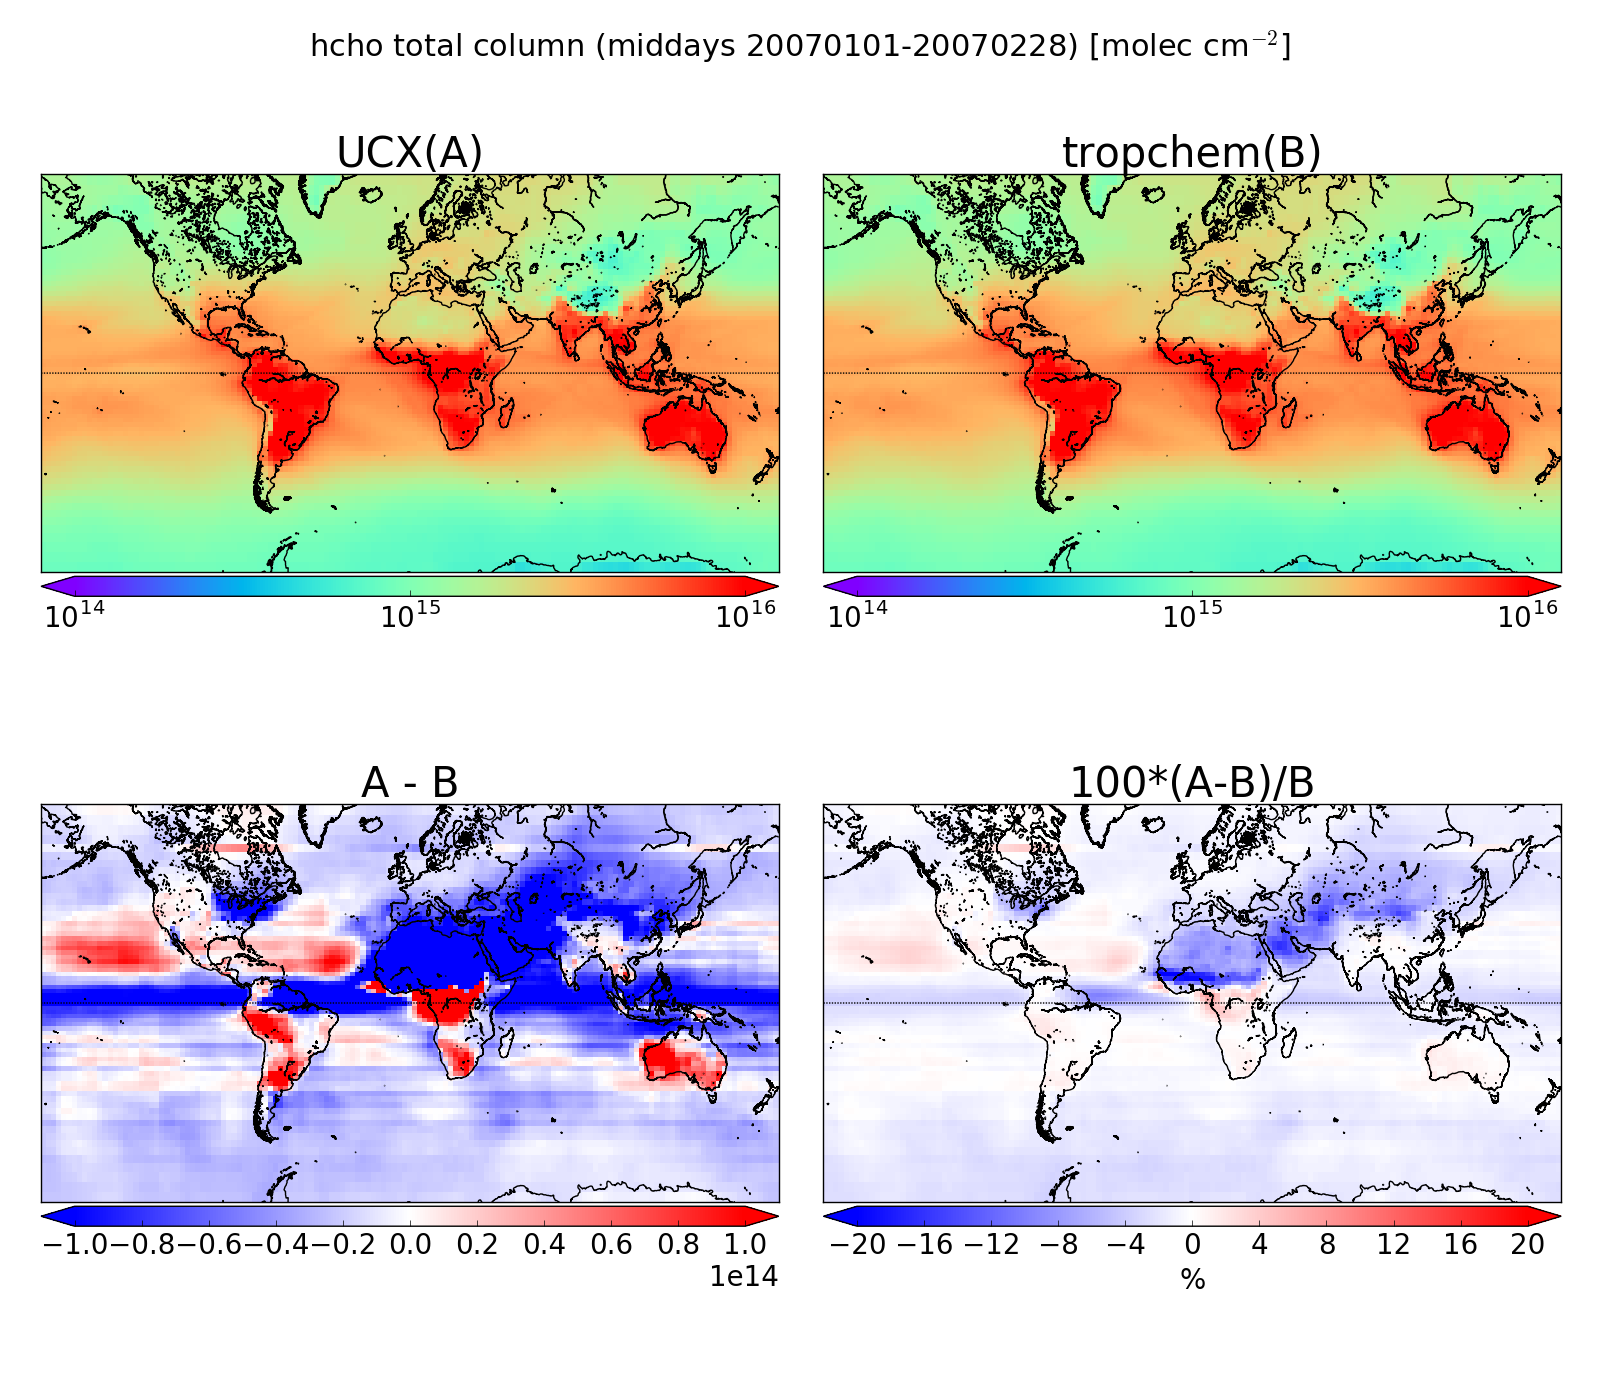 hcho total column (middays 20070101-20070228) [molec cm⁻²]
UCX(A) tropchem(B)
10¹⁴ 10¹⁵ 10¹⁶ 10¹⁴ 10¹⁵ 10¹⁶
A - B 100*(A-B)/B
−1.0 −0.8 −0.6 −0.4 −0.2 0.0 0.2 0.4 0.6 0.8 1.0 −20 −16 −12 −8 −4 0 4 8 12 16 20
1e14 %